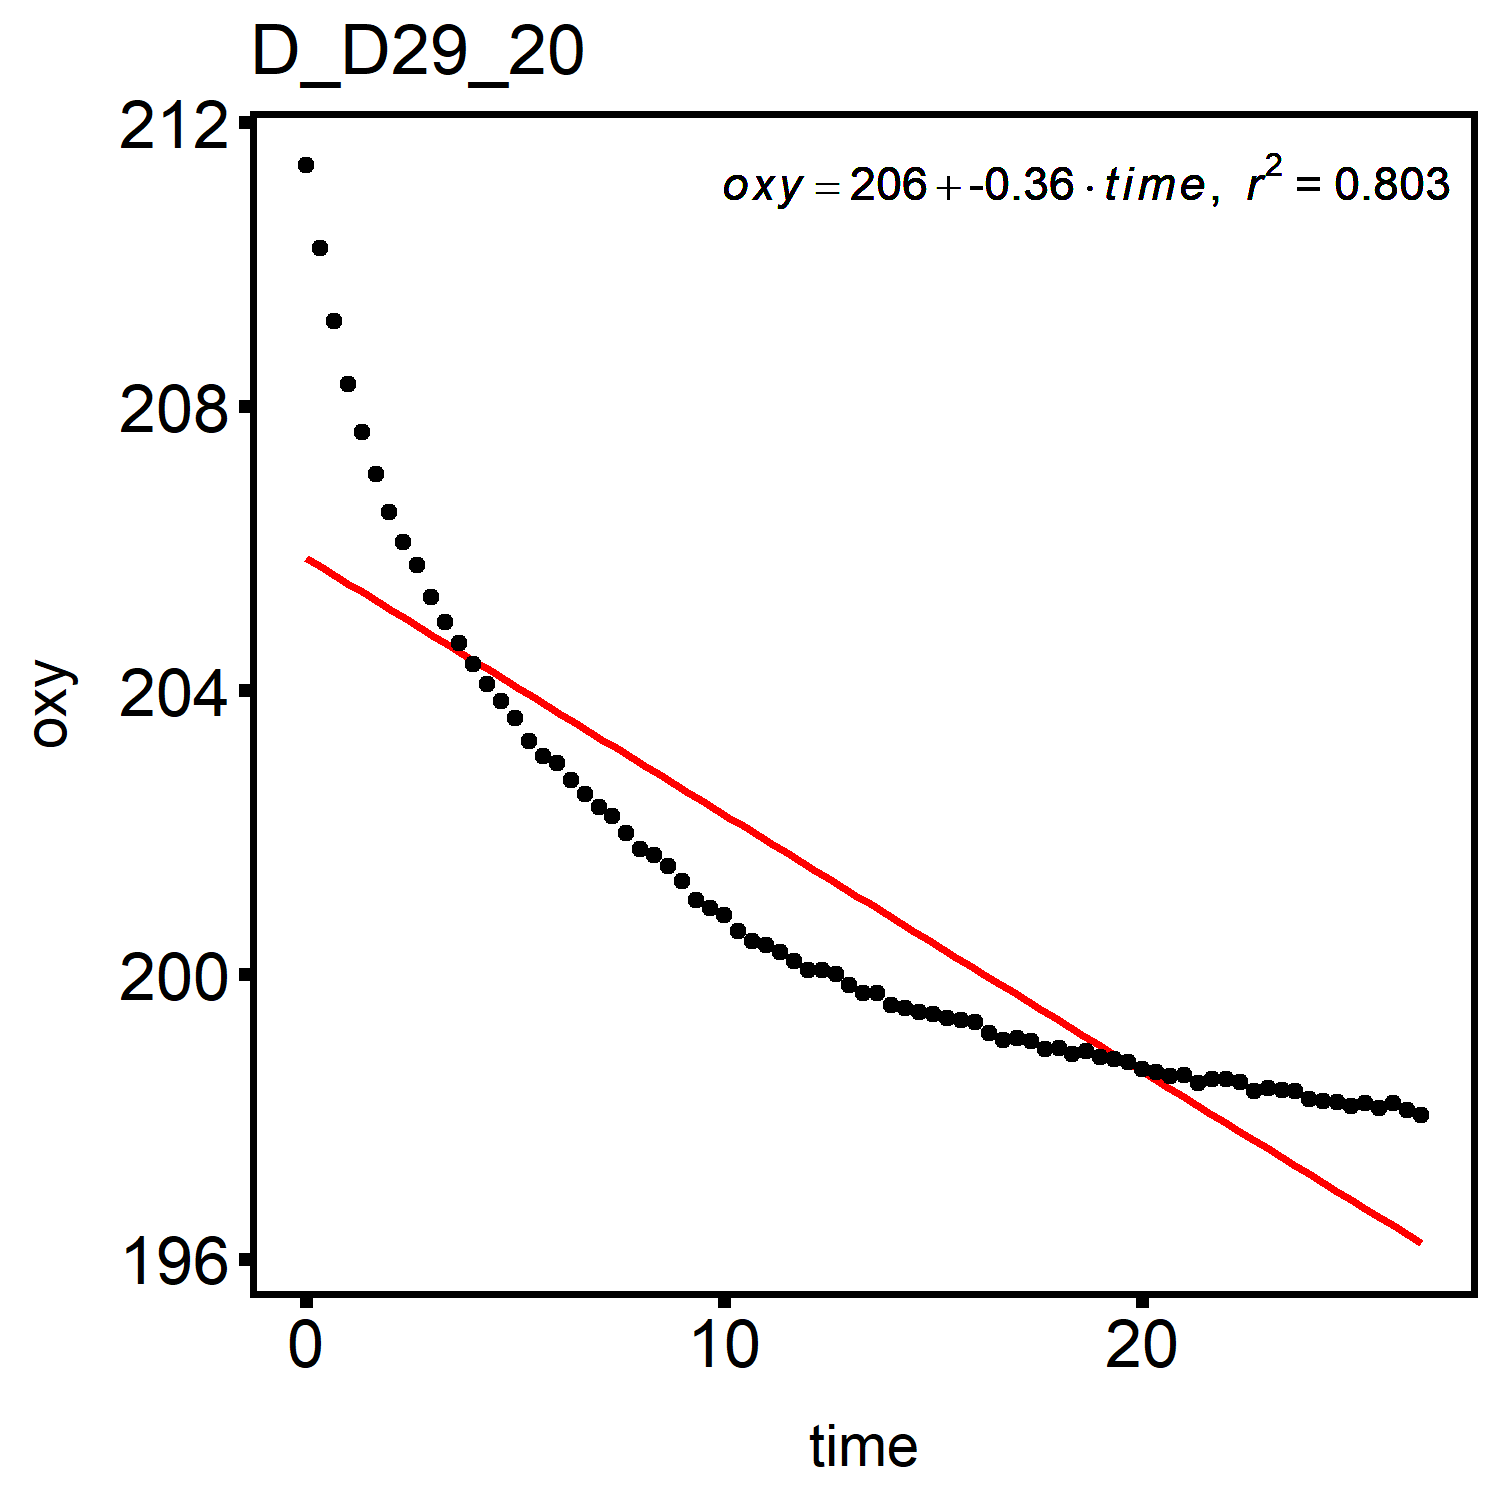 D_D29_20
oxy = 206 + -0.36 · time, r² = 0.803
212
208
204
200
196
oxy
0 10 20
time